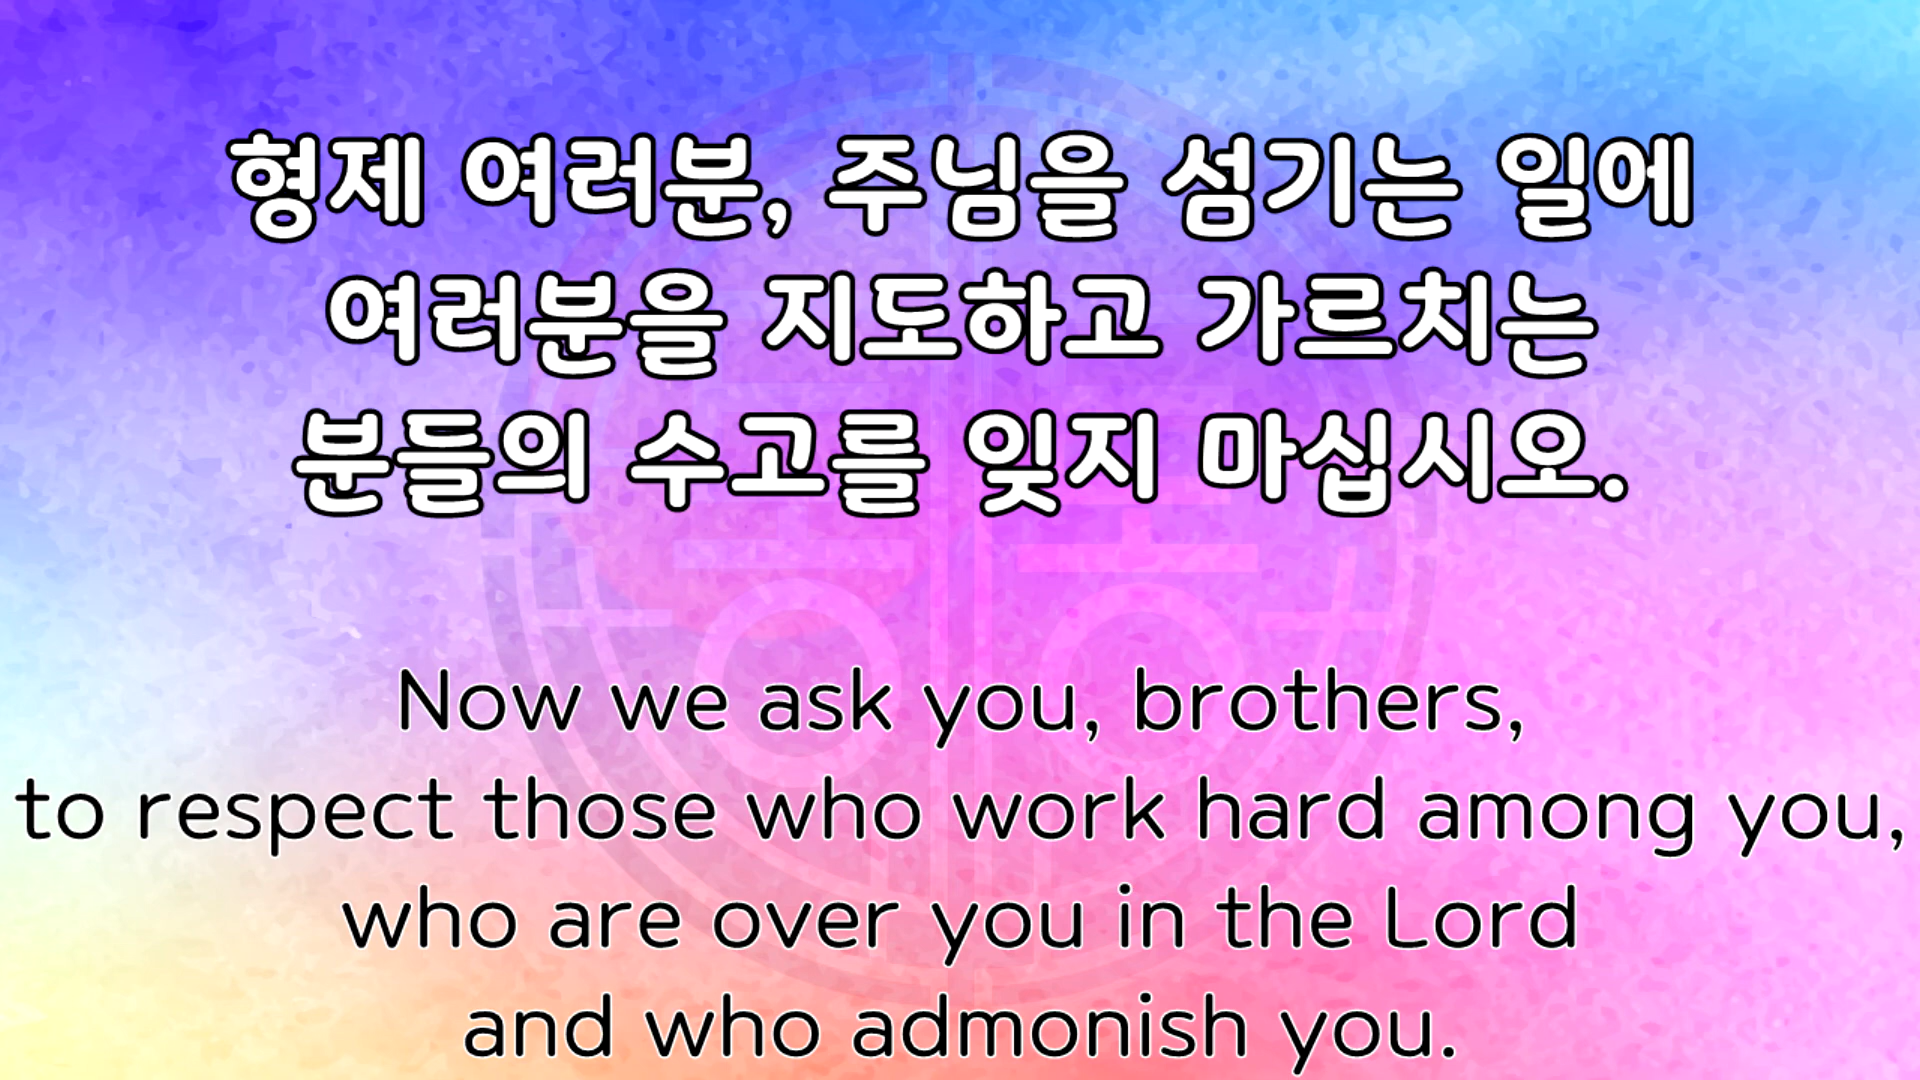 형제 여러분, 주님을 섬기는 일에
여러분을 지도하고 가르치는
분들의 수고를 잊지 마십시오.
Now we ask you, brothers,
to respect those who work hard among you,
who are over you in the Lord
and who admonish you.